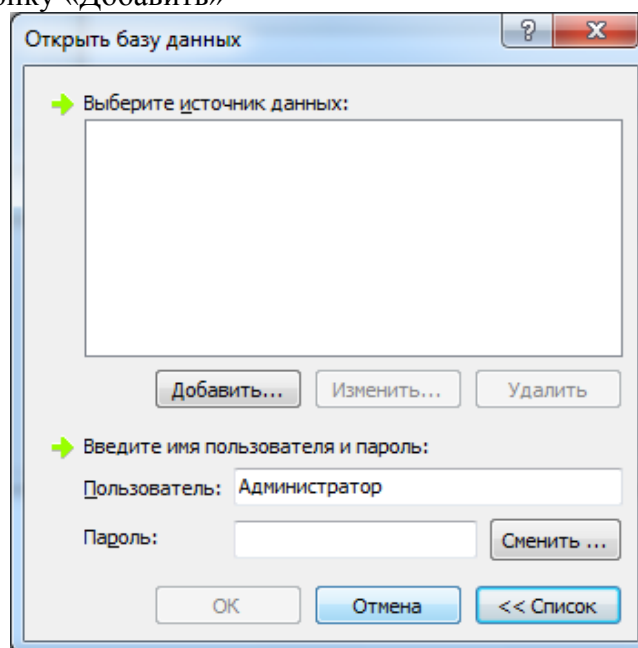 «Добавить»
Открыть базу данных
Выберите источник данных:
Добавить... Изменить... Удалить
Введите имя пользователя и пароль:
Пользователь: Администратор
Пароль: Сменить ...
OK Отмена << Список